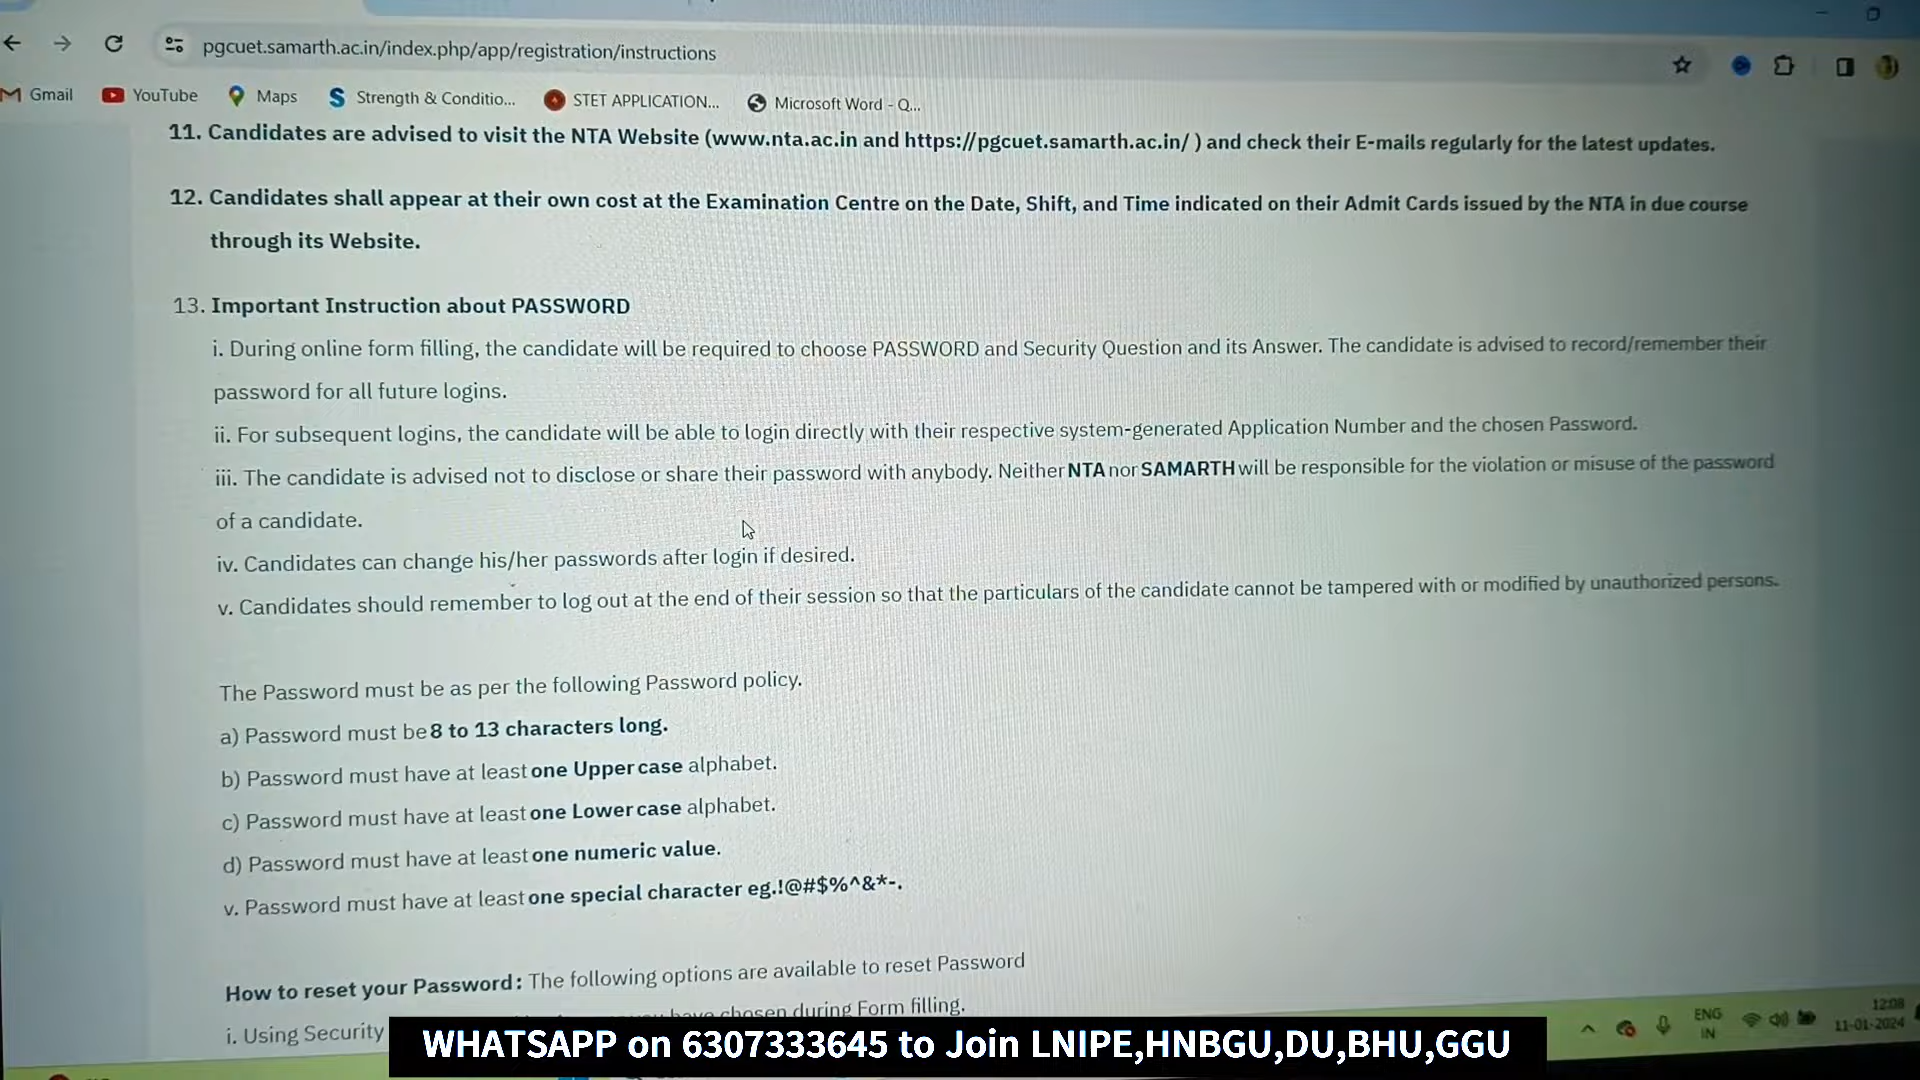 pgcuet.samarth.ac.in/index.php/app/registration/instructions
Gmail YouTube Maps Strength & Conditio... STET APPLICATION... Microsoft Word - Q...
11. Candidates are advised to visit the NTA Website (www.nta.ac.in and https://pgcuet.samarth.ac.in/ ) and check their E-mails regularly for the latest updates.
12. Candidates shall appear at their own cost at the Examination Centre on the Date, Shift, and Time indicated on their Admit Cards issued by the NTA in due course
through its Website.
13. Important Instruction about PASSWORD
i. During online form filling, the candidate will be required to choose PASSWORD and Security Question and its Answer. The candidate is advised to record/remember their
password for all future logins.
ii. For subsequent logins, the candidate will be able to login directly with their respective system-generated Application Number and the chosen Password.
iii. The candidate is advised not to disclose or share their password with anybody. Neither NTA nor SAMARTH will be responsible for the violation or misuse of the password
of a candidate.
iv. Candidates can change his/her passwords after login if desired.
v. Candidates should remember to log out at the end of their session so that the particulars of the candidate cannot be tampered with or modified by unauthorized persons.
The Password must be as per the following Password policy.
a) Password must be 8 to 13 characters long.
b) Password must have at least one Upper case alphabet.
c) Password must have at least one Lower case alphabet.
d) Password must have at least one numeric value.
v. Password must have at least one special character eg.!@#$%^&*-.
How to reset your Password: The following options are available to reset Password
i. Using Security have chosen during Form filling.
WHATSAPP on 6307333645 to Join LNIPE,HNBGU,DU,BHU,GGU
ENG
IN
12:08
11-01-2024